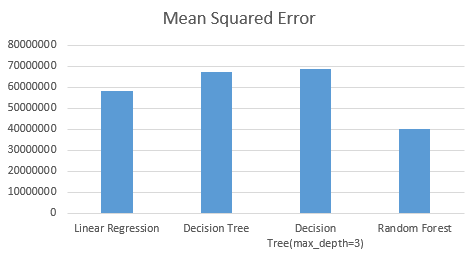 Mean Squared Error
80000000
70000000
60000000
50000000
40000000
30000000
20000000
10000000
0
Linear Regression
Decision Tree
Decision
Tree(max_depth=3)
Random Forest